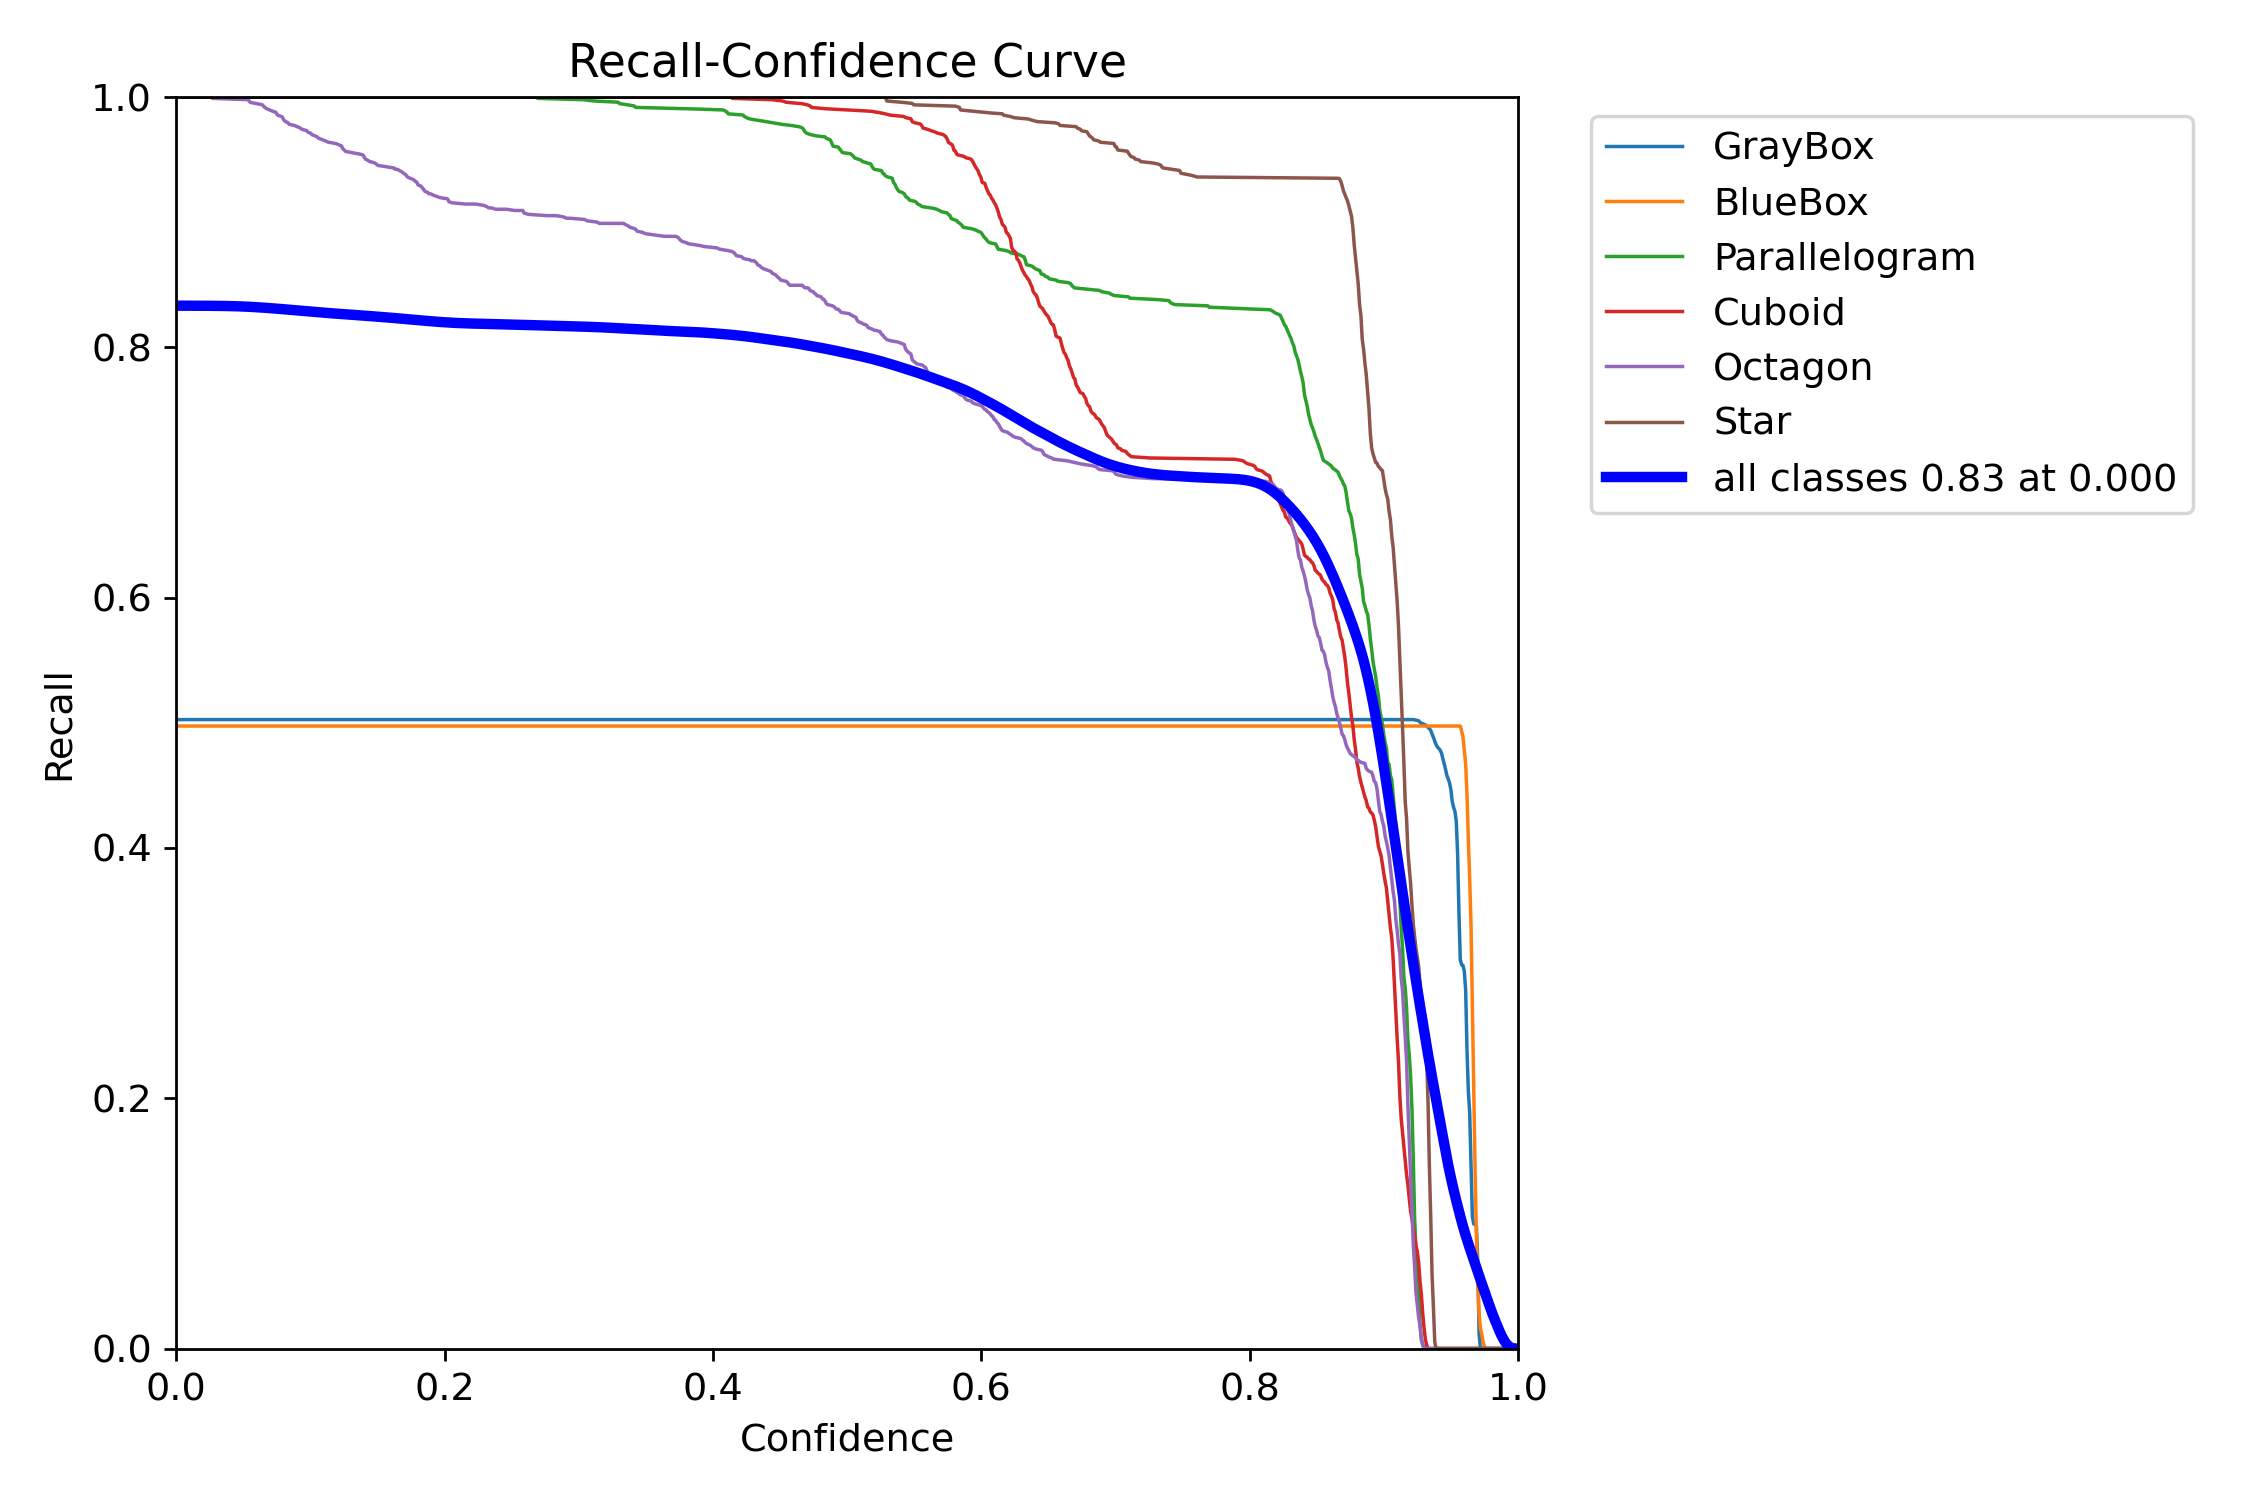 Recall-Confidence Curve
1.0
0.8
0.6
0.4
0.2
0.0
Recall
0.0 0.2 0.4 0.6 0.8 1.0
Confidence
GrayBox
BlueBox
Parallelogram
Cuboid
Octagon
Star
all classes 0.83 at 0.000